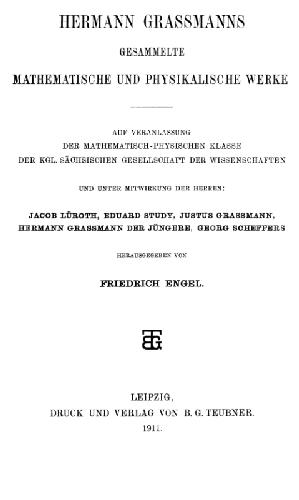 HERMANN GRASSMANNS
GESAMMELTE
MATHEMATISCHE UND PHYSIKALISCHE WERKE
AUF VERANLASSUNG
DER MATHEMATISCH-PHYSISCHEN KLASSE
DER KGL. SÄCHSISCHEN GESELLSCHAFT DER WISSENSCHAFTEN
UND UNTER MITWIRKUNG DER HERREN:
JACOB LÜROTH, EDUARD STUDY, JUSTUS GRASSMANN,
HERMANN GRASSMANN DER JÜNGERE, GEORG SCHEFFERS
HERAUSGEGEBEN VON
FRIEDRICH ENGEL.
LEIPZIG,
DRUCK UND VERLAG VON B. G. TEUBNER.
1911.